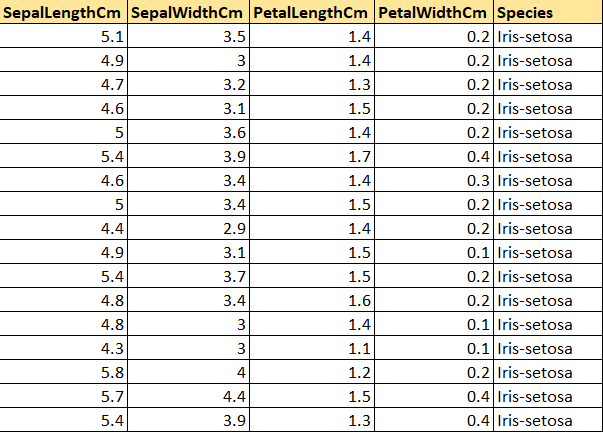 SepalLengthCm SepalWidthCm PetalLengthCm PetalWidthCm Species
5.1 3.5 1.4 0.2 Iris-setosa
4.9 3 1.4 0.2 Iris-setosa
4.7 3.2 1.3 0.2 Iris-setosa
4.6 3.1 1.5 0.2 Iris-setosa
5 3.6 1.4 0.2 Iris-setosa
5.4 3.9 1.7 0.4 Iris-setosa
4.6 3.4 1.4 0.3 Iris-setosa
5 3.4 1.5 0.2 Iris-setosa
4.4 2.9 1.4 0.2 Iris-setosa
4.9 3.1 1.5 0.1 Iris-setosa
5.4 3.7 1.5 0.2 Iris-setosa
4.8 3.4 1.6 0.2 Iris-setosa
4.8 3 1.4 0.1 Iris-setosa
4.3 3 1.1 0.1 Iris-setosa
5.8 4 1.2 0.2 Iris-setosa
5.7 4.4 1.5 0.4 Iris-setosa
5.4 3.9 1.3 0.4 Iris-setosa